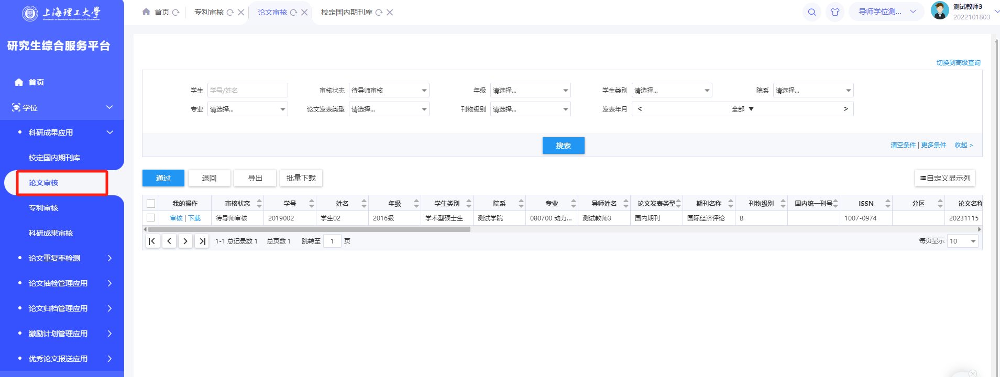 上海理工大學
UNIVERSITY OF SHANGHAI FOR SCIENCE AND TECHNOLOGY
研究生综合服务平台
首页
学位
科研成果应用
校定国内期刊库
论文审核
专利审核
科研成果审核
论文重复率检测
论文抽检管理应用
论文归档管理应用
激励计划管理应用
优秀论文报送应用
首页 专利审核 论文审核 校定国内期刊库
导师学位测... 测试教师3
2022101803
切换到高级查询
学生 学号/姓名 审核状态 待导师审核 年级 请选择... 学生类别 请选择... 院系 请选择...
专业 请选择... 论文发表类型 请选择... 刊物级别 请选择... 发表年月 < 全部 ▼ >
搜索 清空条件 | 更多条件 收起 >
通过 退回 导出 批量下载 自定义显示列
我的操作 审核状态 学号 姓名 年级 学生类别 院系 专业 导师姓名 论文发表类型 期刊名称 刊物级别 国内统一刊号 ISSN 分区 论文名称
审核 | 下载 待导师审核 2019002 学生02 2016级 学术型硕士生 测试学院 080700 动力... 测试教师3 国内期刊 国际经济评论 B 1007-0974 20231115
1-1 总记录数 1 总页数 1 跳转至 1 页 每页显示 10